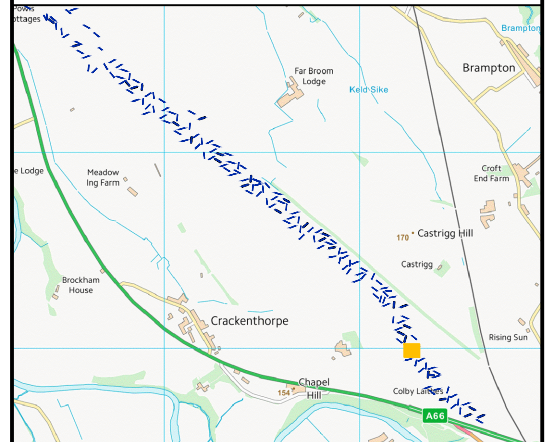 Powis
ottages
Brampton
Brampton
Far Broom
Lodge
Keld Sike
e Lodge
Meadow
Ing Farm
Croft
End Farm
170
Castrigg Hill
Castrigg
Brockham
House
Crackenthorpe
Rising Sun
Chapel
Hill
154
Colby Laithes
A66